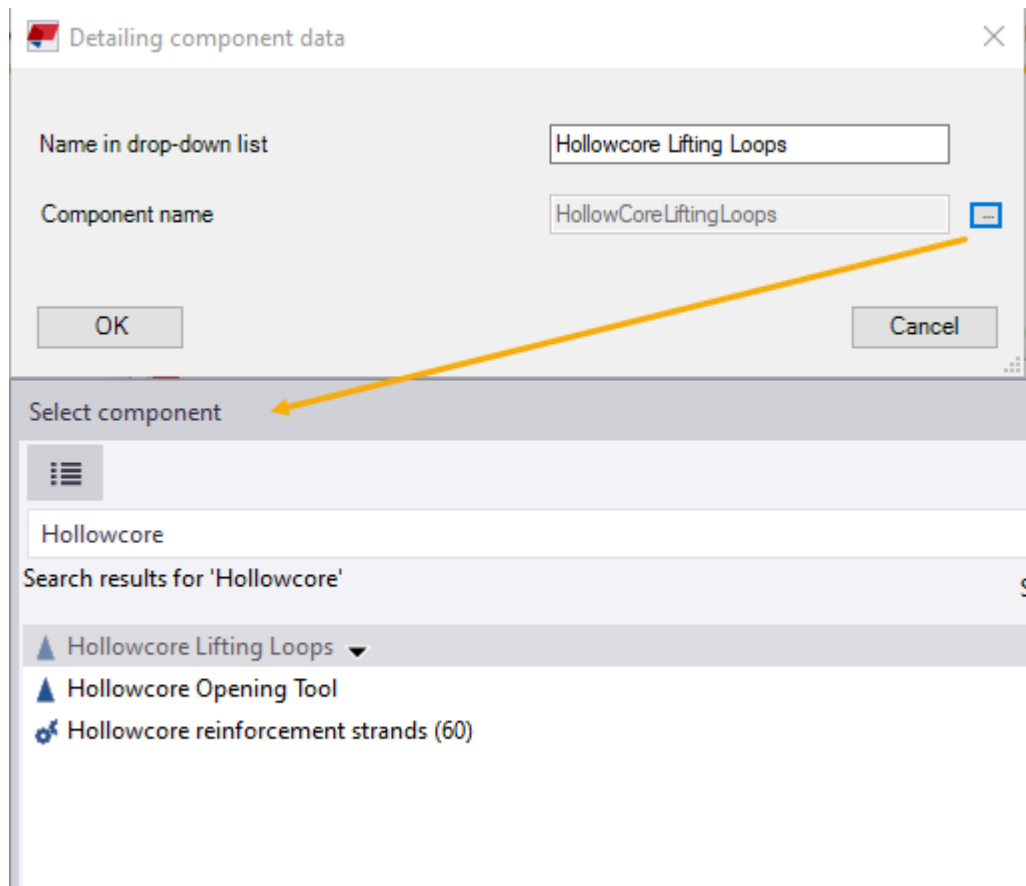 Detailing component data
Name in drop-down list Hollowcore Lifting Loops
Component name HollowCoreLiftingLoops ...
OK Cancel
Select component
Hollowcore
Search results for 'Hollowcore'
Hollowcore Lifting Loops
Hollowcore Opening Tool
Hollowcore reinforcement strands (60)